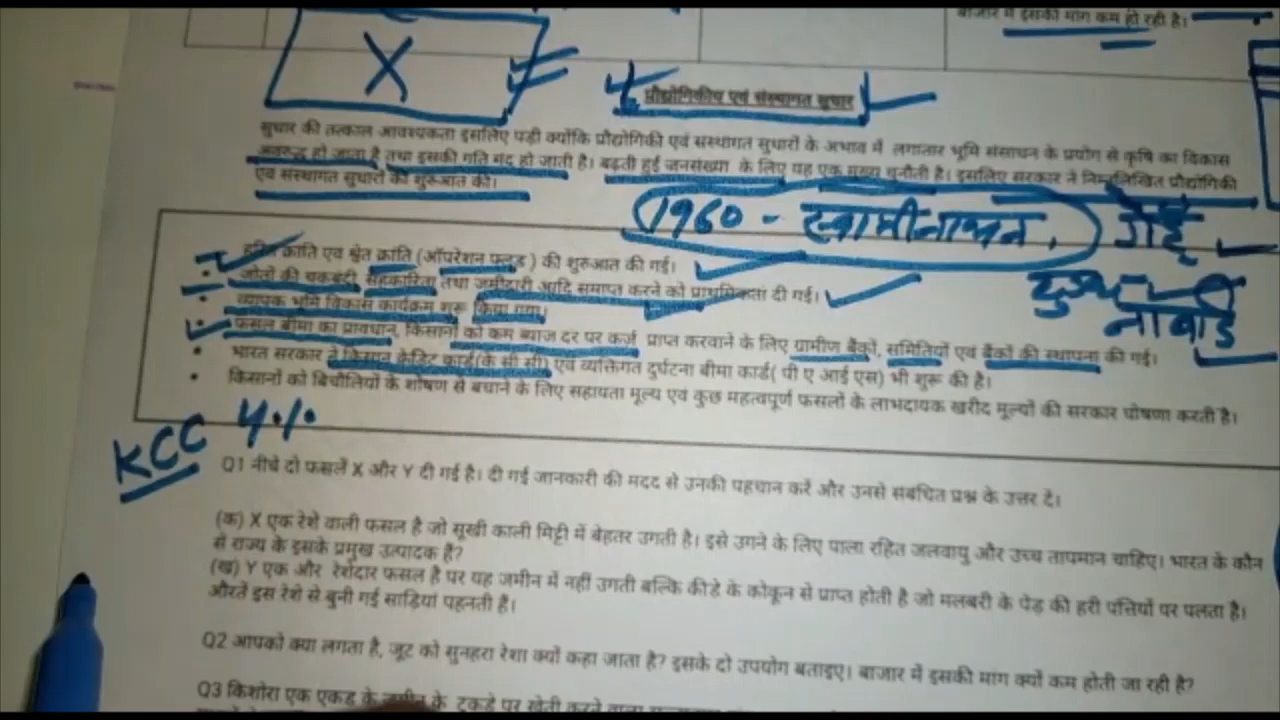 बाजार में इसकी मांग कम हो रही है।
X
प्रौद्योगिकीय एवं संस्थागत सुधार
सुधार की तत्काल आवश्यकता इसलिए पड़ी क्योंकि प्रौद्योगिकी एवं संस्थागत सुधारों के अभाव में लगातार भूमि संसाधन के प्रयोग से कृषि का विकास
अवरुद्ध हो जाता है तथा इसकी गति मंद हो जाती है। बढ़ती हुई जनसंख्या के लिए यह एक मुख्य चुनौती है। इसलिए सरकार ने निम्नलिखित प्रौद्योगिकी
एवं संस्थागत सुधारों की शुरुआत की।
1960 - स्वामीनाथन. गेहूँ
हरित क्रांति एवं श्वेत क्रांति (ऑपरेशन फ्लड ) की शुरुआत की गई।
जोतों की चकबंदी, सहकारिता तथा जमींदारी आदि समाप्त करने को प्राथमिकता दी गई।
दुग्ध
नाबार्ड
व्यापक भूमि विकास कार्यक्रम शुरू किया गया।
फसल बीमा का प्रावधान, किसानों को कम ब्याज दर पर कर्ज प्राप्त करवाने के लिए ग्रामीण बैंकों, समितियों एवं बैंकों की स्थापना की गई।
भारत सरकार ने किसान क्रेडिट कार्ड(के सी सी) एवं व्यक्तिगत दुर्घटना बीमा कार्ड( पी ए आई एस) भी शुरू की है।
किसानों को बिचौलियों के शोषण से बचाने के लिए सहायता मूल्य एवं कुछ महत्वपूर्ण फसलों के लाभदायक खरीद मूल्यों की सरकार घोषणा करती है।
KCC 4%
Q1 नीचे दो फसलें X और Y दी गई है। दी गई जानकारी की मदद से उनकी पहचान करें और उनसे संबंधित प्रश्न के उत्तर दें।
(क) X एक रेशे वाली फसल है जो सूखी काली मिट्टी में बेहतर उगती है। इसे उगने के लिए पाला रहित जलवायु और उच्च तापमान चाहिए। भारत के कौन
से राज्य के इसके प्रमुख उत्पादक है?
(ख) Y एक और रेशेदार फसल है पर यह जमीन में नहीं उगती बल्कि कीडे के कोकून से प्राप्त होती है जो मलबरी के पेड़ की हरी पत्तियों पर पलता है।
औरतें इस रेशे से बुनी गई साड़ियां पहनती है।
Q2 आपको क्या लगता है, जूट को सुनहरा रेशा क्यों कहा जाता है? इसके दो उपयोग बताइए। बाजार में इसकी मांग क्यों कम होती जा रही है?
Q3 किशोरा एक एकड के जमीन के टुकडे पर खेती करने वाला